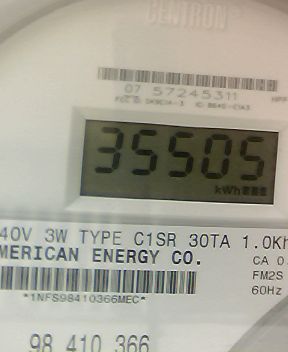 CENTRON
07 57245311
35505
kWh
40V 3W TYPE C1SR 30TA 1.0Kh
MERICAN ENERGY CO.
CA 0.
FM2S
60Hz
*1NFS98410366MEC*
98 410 366